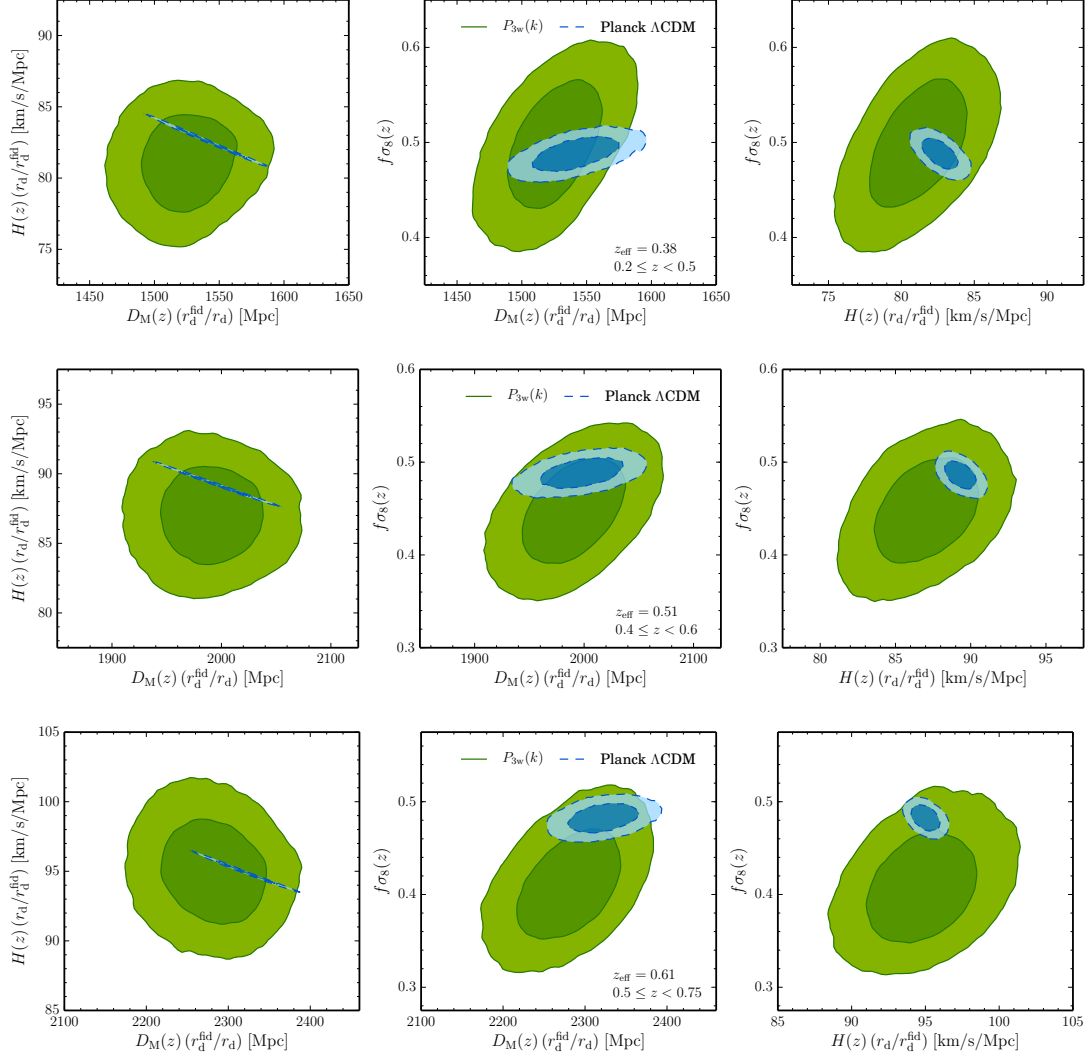 H(z) (r_d/r_d^fid) [km/s/Mpc]
90
85
80
75
1450 1500 1550 1600 1650
D_M(z) (r_d^fid/r_d) [Mpc]
fσ_8(z)
0.6
0.5
0.4
P_3w(k) Planck ΛCDM
z_eff = 0.38
0.2 ≤ z < 0.5
1450 1500 1550 1600 1650
D_M(z) (r_d^fid/r_d) [Mpc]
fσ_8(z)
0.6
0.5
0.4
75 80 85 90
H(z) (r_d/r_d^fid) [km/s/Mpc]
H(z) (r_d/r_d^fid) [km/s/Mpc]
95
90
85
80
1900 2000 2100
D_M(z) (r_d^fid/r_d) [Mpc]
fσ_8(z)
0.6
0.5
0.4
0.3
P_3w(k) Planck ΛCDM
z_eff = 0.51
0.4 ≤ z < 0.6
1900 2000 2100
D_M(z) (r_d^fid/r_d) [Mpc]
fσ_8(z)
0.6
0.5
0.4
0.3
80 85 90 95
H(z) (r_d/r_d^fid) [km/s/Mpc]
H(z) (r_d/r_d^fid) [km/s/Mpc]
105
100
95
90
85
2100 2200 2300 2400
D_M(z) (r_d^fid/r_d) [Mpc]
fσ_8(z)
0.5
0.4
0.3
P_3w(k) Planck ΛCDM
z_eff = 0.61
0.5 ≤ z < 0.75
2100 2200 2300 2400
D_M(z) (r_d^fid/r_d) [Mpc]
fσ_8(z)
0.5
0.4
0.3
85 90 95 100 105
H(z) (r_d/r_d^fid) [km/s/Mpc]